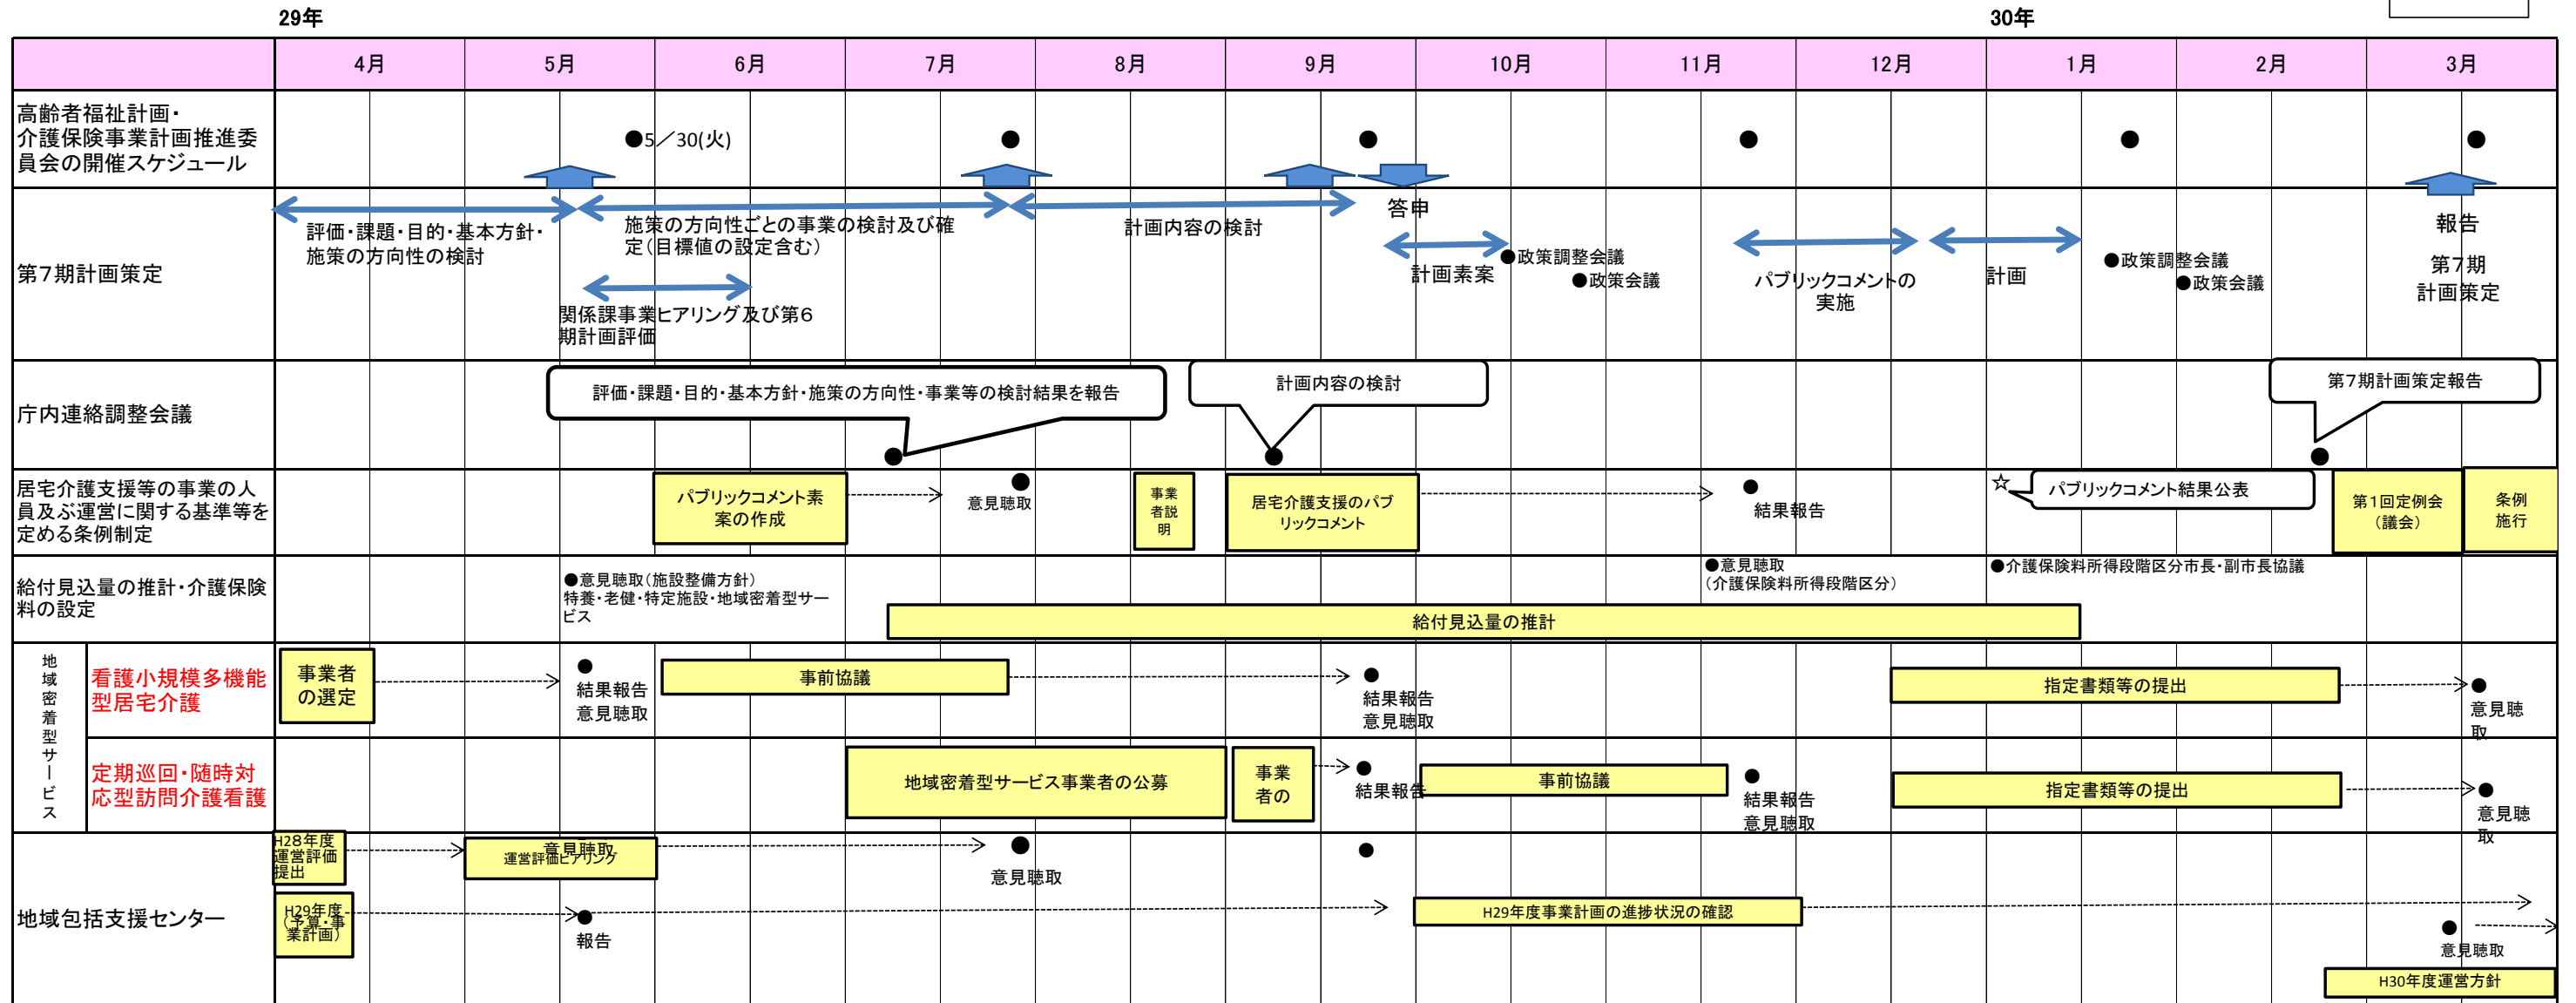 29年
30年
4月
5月
6月
7月
8月
9月
10月
11月
12月
1月
2月
3月
高齢者福祉計画・
介護保険事業計画推進委
員会の開催スケジュール
●5／30(火)
第7期計画策定
評価・課題・目的・基本方針・
施策の方向性の検討
施策の方向性ごとの事業の検討及び確
定（目標値の設定含む）
関係課事業ヒアリング及び第6
期計画評価
計画内容の検討
答申
計画素案
●政策調整会議
●政策会議
パブリックコメントの
実施
計画
●政策調整会議
●政策会議
報告
第7期
計画策定
庁内連絡調整会議
評価・課題・目的・基本方針・施策の方向性・事業等の検討結果を報告
計画内容の検討
第7期計画策定報告
居宅介護支援等の事業の人
員及ぶ運営に関する基準等を
定める条例制定
パブリックコメント素
案の作成
意見聴取
事業
者説
明
居宅介護支援のパブ
リックコメント
結果報告
☆
パブリックコメント結果公表
第1回定例会
（議会）
条例
施行
給付見込量の推計・介護保険
料の設定
●意見聴取（施設整備方針）
特養・老健・特定施設・地域密着型サー
ビス
●意見聴取
（介護保険料所得段階区分）
●介護保険料所得段階区分市長・副市長協議
給付見込量の推計
地域密着型サービス
看護小規模多機能
型居宅介護
事業者
の選定
結果報告
意見聴取
事前協議
結果報告
意見聴取
指定書類等の提出
意見聴
取
定期巡回・随時対
応型訪問介護看護
地域密着型サービス事業者の公募
事業
者の
結果報告
事前協議
結果報告
意見聴取
指定書類等の提出
意見聴
取
地域包括支援センター
H28年度
運営評価
提出
意見聴取
運営評価ヒアリング
意見聴取
H29年度
（予算・事
業計画）
報告
H29年度事業計画の進捗状況の確認
意見聴取
H30年度運営方針